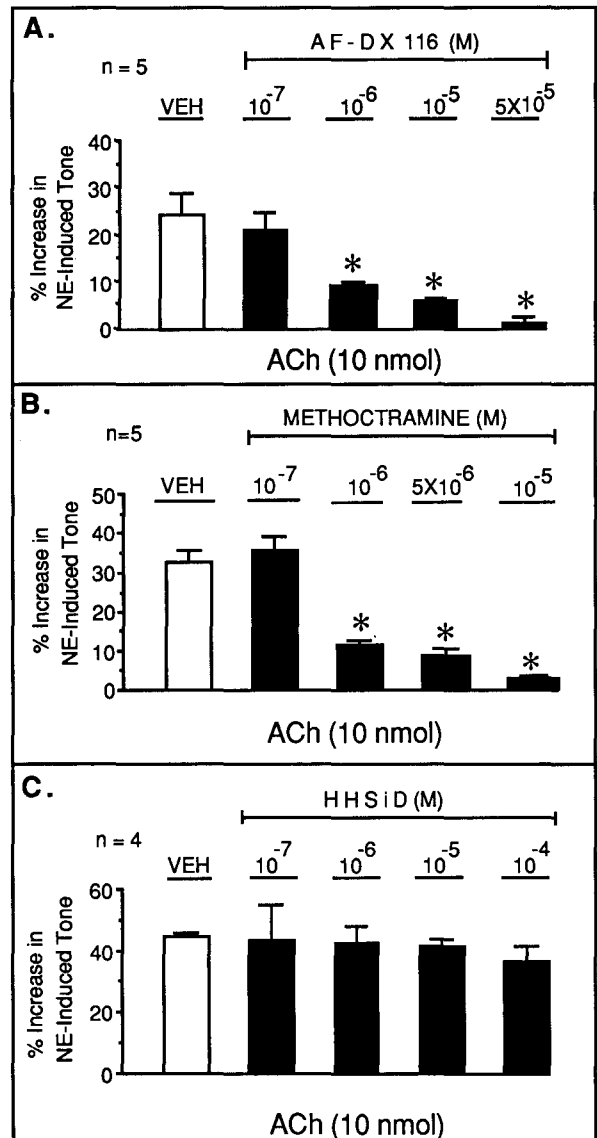 A.
AF-DX 116 (M)
n = 5
VEH 10⁻⁷ 10⁻⁶ 10⁻⁵ 5X10⁻⁵
% Increase in
NE-Induced Tone
40
30
20
10
0
* * *
ACh (10 nmol)
B.
METHOCTRAMINE (M)
n=5
VEH 10⁻⁷ 10⁻⁶ 5X10⁻⁶ 10⁻⁵
% Increase in
NE-Induced Tone
50
40
30
20
10
0
* * *
ACh (10 nmol)
C.
HHSiD (M)
n = 4
VEH 10⁻⁷ 10⁻⁶ 10⁻⁵ 10⁻⁴
% Increase in
NE-Induced Tone
60
40
20
0
ACh (10 nmol)